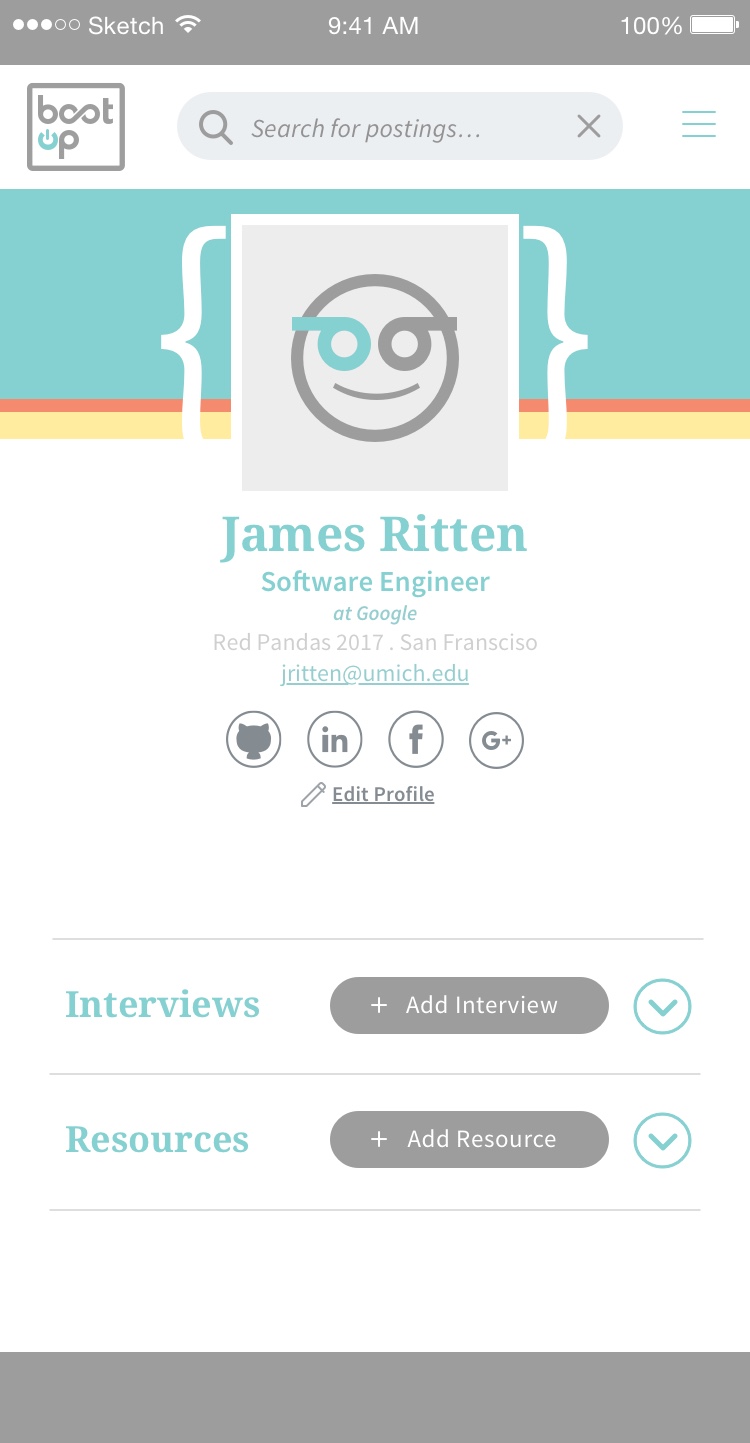 Sketch 9:41 AM 100%
boot
up
Search for postings...
James Ritten
Software Engineer
at Google
Red Pandas 2017 . San Fransciso
jritten@umich.edu
in f G+
Edit Profile
Interviews + Add Interview
Resources + Add Resource